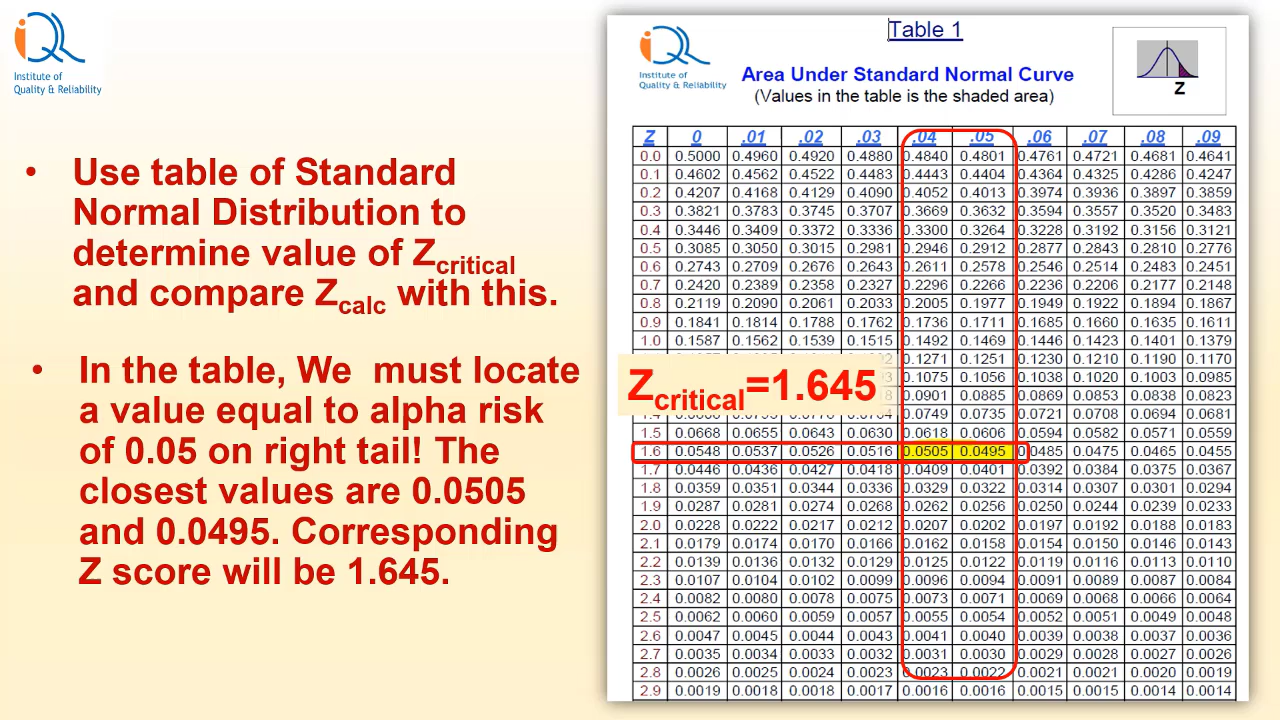 iQR
Institute of
Quality & Reliability
• Use table of Standard
Normal Distribution to
determine value of Zcritical
and compare Zcalc with this.
• In the table, We must locate
a value equal to alpha risk
of 0.05 on right tail! The
closest values are 0.0505
and 0.0495. Corresponding
Z score will be 1.645.
Table 1
iQR
Institute of
Quality & Reliability
Area Under Standard Normal Curve
(Values in the table is the shaded area)
Z
Z 0 .01 .02 .03 .04 .05 .06 .07 .08 .09
0.0 0.5000 0.4960 0.4920 0.4880 0.4840 0.4801 0.4761 0.4721 0.4681 0.4641
0.1 0.4602 0.4562 0.4522 0.4483 0.4443 0.4404 0.4364 0.4325 0.4286 0.4247
0.2 0.4207 0.4168 0.4129 0.4090 0.4052 0.4013 0.3974 0.3936 0.3897 0.3859
0.3 0.3821 0.3783 0.3745 0.3707 0.3669 0.3632 0.3594 0.3557 0.3520 0.3483
0.4 0.3446 0.3409 0.3372 0.3336 0.3300 0.3264 0.3228 0.3192 0.3156 0.3121
0.5 0.3085 0.3050 0.3015 0.2981 0.2946 0.2912 0.2877 0.2843 0.2810 0.2776
0.6 0.2743 0.2709 0.2676 0.2643 0.2611 0.2578 0.2546 0.2514 0.2483 0.2451
0.7 0.2420 0.2389 0.2358 0.2327 0.2296 0.2266 0.2236 0.2206 0.2177 0.2148
0.8 0.2119 0.2090 0.2061 0.2033 0.2005 0.1977 0.1949 0.1922 0.1894 0.1867
0.9 0.1841 0.1814 0.1788 0.1762 0.1736 0.1711 0.1685 0.1660 0.1635 0.1611
1.0 0.1587 0.1562 0.1539 0.1515 0.1492 0.1469 0.1446 0.1423 0.1401 0.1379
0.1271 0.1251 0.1230 0.1210 0.1190 0.1170
Zcritical=1.645
0.1075 0.1056 0.1038 0.1020 0.1003 0.0985
0.0901 0.0885 0.0869 0.0853 0.0838 0.0823
0.0749 0.0735 0.0721 0.0708 0.0694 0.0681
1.5 0.0668 0.0655 0.0643 0.0630 0.0618 0.0606 0.0594 0.0582 0.0571 0.0559
1.6 0.0548 0.0537 0.0526 0.0516 0.0505 0.0495 0.0485 0.0475 0.0465 0.0455
1.7 0.0446 0.0436 0.0427 0.0418 0.0409 0.0401 0.0392 0.0384 0.0375 0.0367
1.8 0.0359 0.0351 0.0344 0.0336 0.0329 0.0322 0.0314 0.0307 0.0301 0.0294
1.9 0.0287 0.0281 0.0274 0.0268 0.0262 0.0256 0.0250 0.0244 0.0239 0.0233
2.0 0.0228 0.0222 0.0217 0.0212 0.0207 0.0202 0.0197 0.0192 0.0188 0.0183
2.1 0.0179 0.0174 0.0170 0.0166 0.0162 0.0158 0.0154 0.0150 0.0146 0.0143
2.2 0.0139 0.0136 0.0132 0.0129 0.0125 0.0122 0.0119 0.0116 0.0113 0.0110
2.3 0.0107 0.0104 0.0102 0.0099 0.0096 0.0094 0.0091 0.0089 0.0087 0.0084
2.4 0.0082 0.0080 0.0078 0.0075 0.0073 0.0071 0.0069 0.0068 0.0066 0.0064
2.5 0.0062 0.0060 0.0059 0.0057 0.0055 0.0054 0.0052 0.0051 0.0049 0.0048
2.6 0.0047 0.0045 0.0044 0.0043 0.0041 0.0040 0.0039 0.0038 0.0037 0.0036
2.7 0.0035 0.0034 0.0033 0.0032 0.0031 0.0030 0.0029 0.0028 0.0027 0.0026
2.8 0.0026 0.0025 0.0024 0.0023 0.0023 0.0022 0.0021 0.0021 0.0020 0.0019
2.9 0.0019 0.0018 0.0018 0.0017 0.0016 0.0016 0.0015 0.0015 0.0014 0.0014